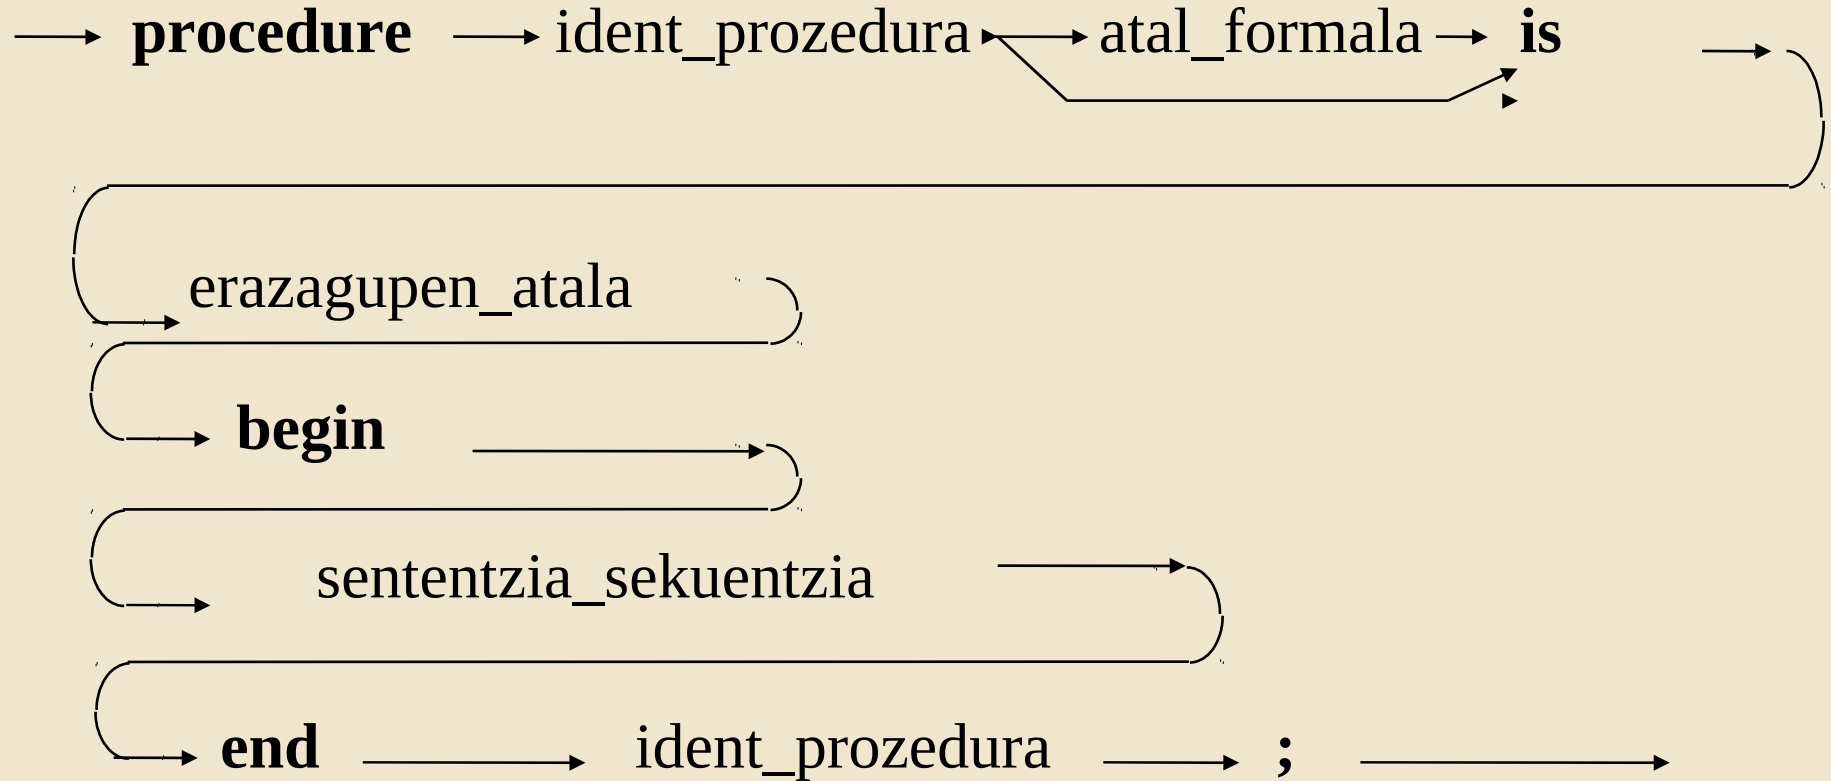 procedure ident_prozedura atal_formala is
erazagupen_atala
begin
sententzia_sekuentzia
end ident_prozedura ;